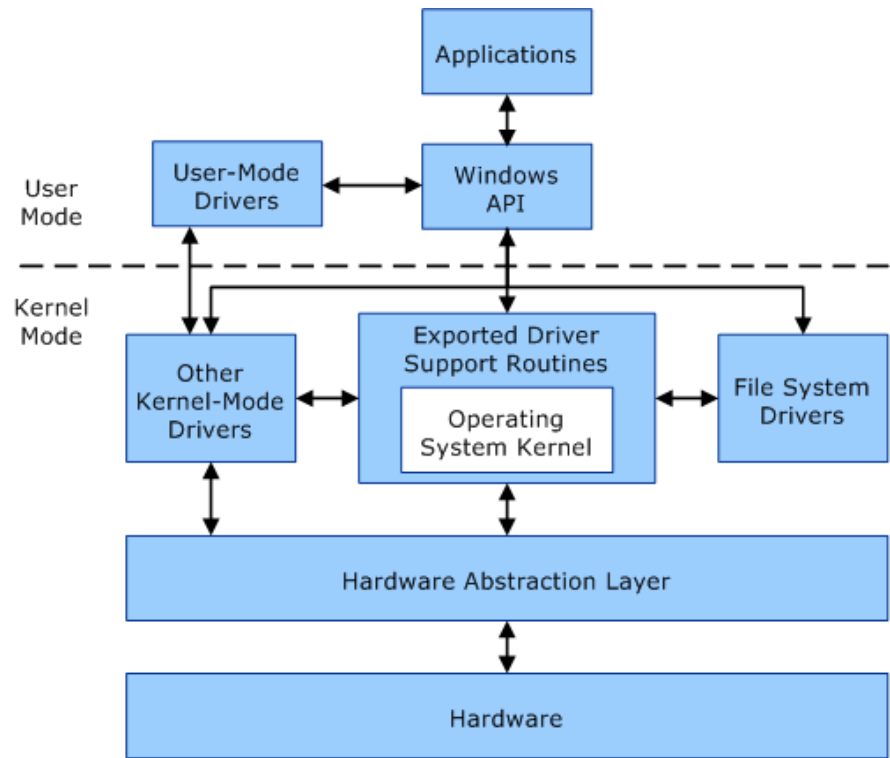 Applications
User-Mode
Drivers
Windows
API
User
Mode
Kernel
Mode
Exported Driver
Support Routines
Other
Kernel-Mode
Drivers
Operating
System Kernel
File System
Drivers
Hardware Abstraction Layer
Hardware